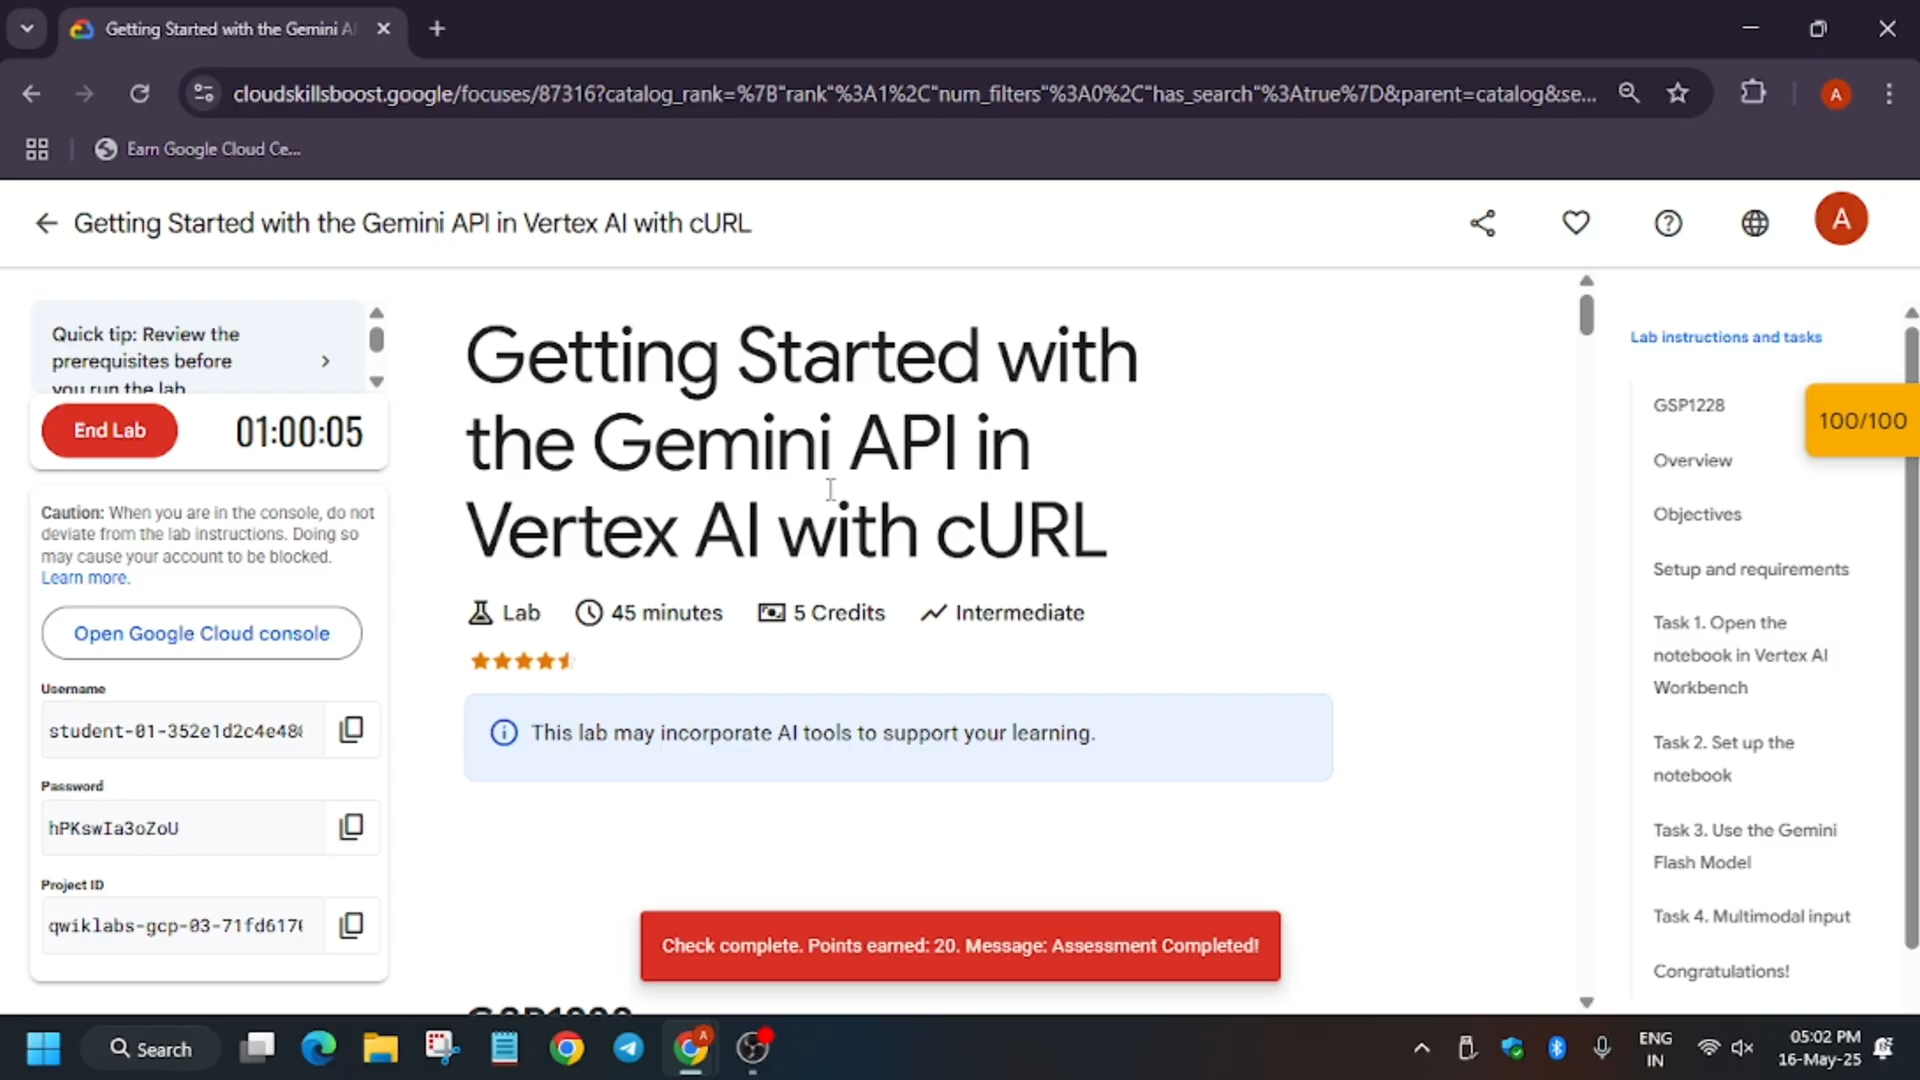 Getting Started with the Gemini AI
cloudskillsboost.google/focuses/87316?catalog_rank=%7B"rank"%3A1%2C"num_filters"%3A0%2C"has_search"%3Atrue%7D&parent=catalog&se...
A
Earn Google Cloud Ce...
Getting Started with the Gemini API in Vertex AI with cURL
A
Quick tip: Review the
prerequisites before
you run the lab
End Lab
01:00:05
Caution: When you are in the console, do not
deviate from the lab instructions. Doing so
may cause your account to be blocked.
Learn more.
Open Google Cloud console
Username
student-01-352e1d2c4e48
Password
hPKswIa3oZoU
Project ID
qwiklabs-gcp-03-71fd617
Getting Started with
the Gemini API in
Vertex AI with cURL
Lab
45 minutes
5 Credits
Intermediate
This lab may incorporate AI tools to support your learning.
Check complete. Points earned: 20. Message: Assessment Completed!
Lab instructions and tasks
GSP1228
100/100
Overview
Objectives
Setup and requirements
Task 1. Open the
notebook in Vertex AI
Workbench
Task 2. Set up the
notebook
Task 3. Use the Gemini
Flash Model
Task 4. Multimodal input
Congratulations!
Search
A
ENG
IN
05:02 PM
16-May-25